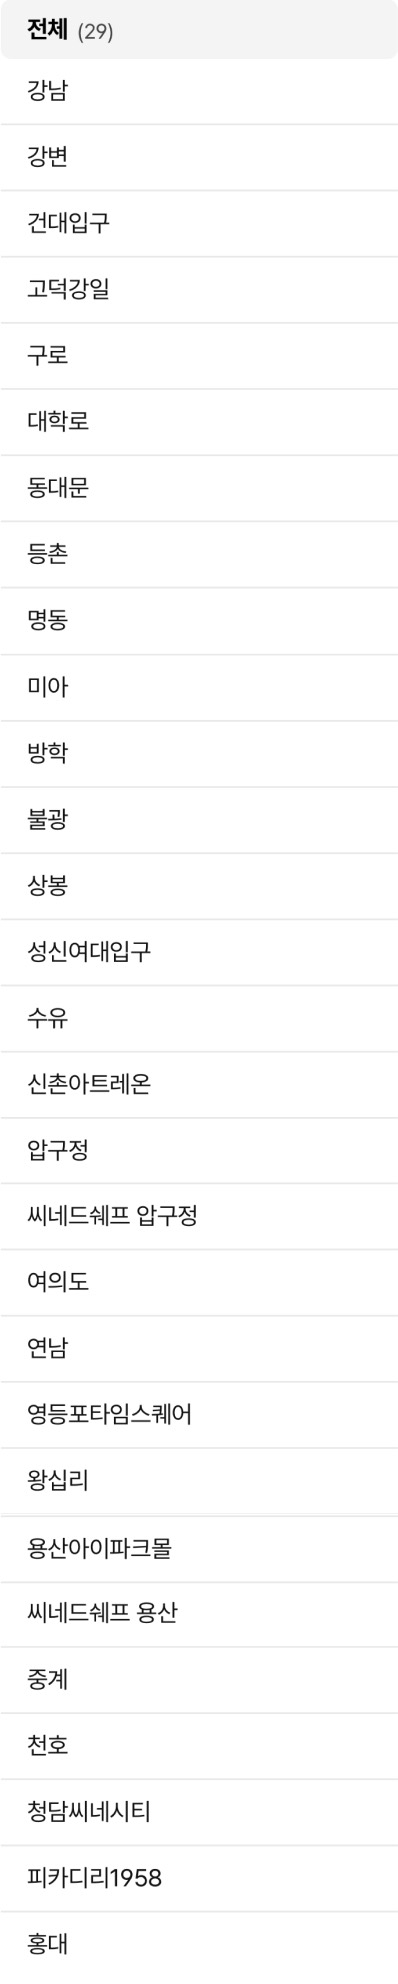 전체 (29)
강남
강변
건대입구
고덕강일
구로
대학로
동대문
등촌
명동
미아
방학
불광
상봉
성신여대입구
수유
신촌아트레온
압구정
씨네드쉐프 압구정
여의도
연남
영등포타임스퀘어
왕십리
용산아이파크몰
씨네드쉐프 용산
중계
천호
청담씨네시티
피카디리1958
홍대